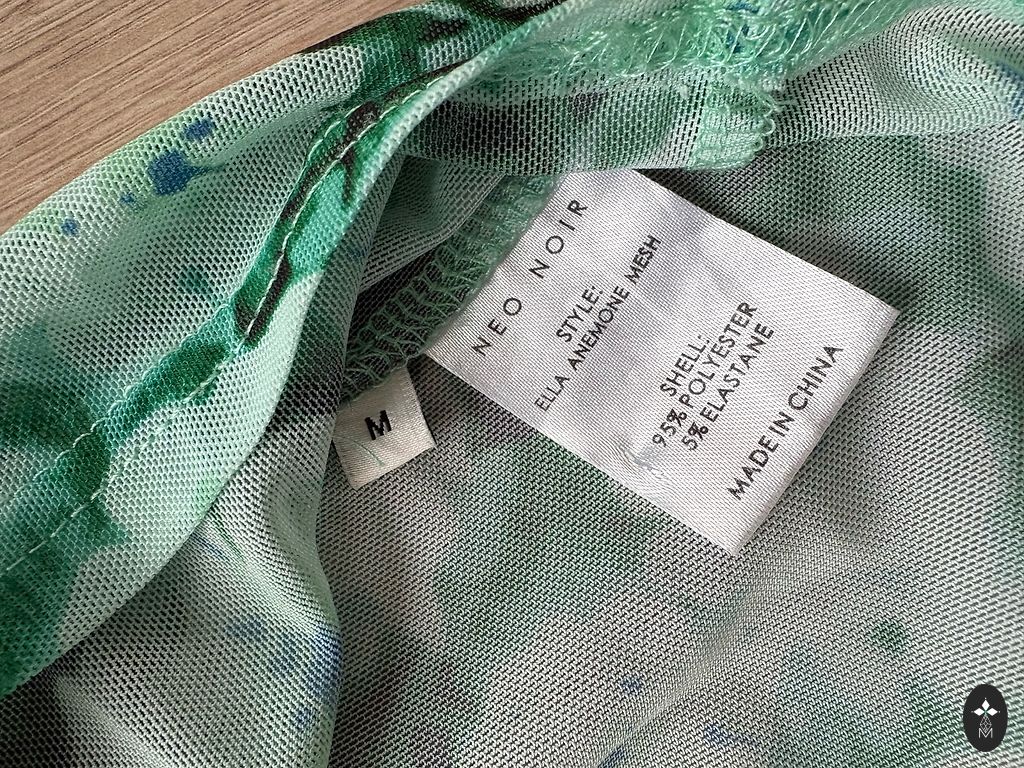 NEO NOIR
STYLE:
ELLA ANEMONE MESH
SHELL:
95% POLYESTER
5% ELASTANE
MADE IN CHINA
M
M